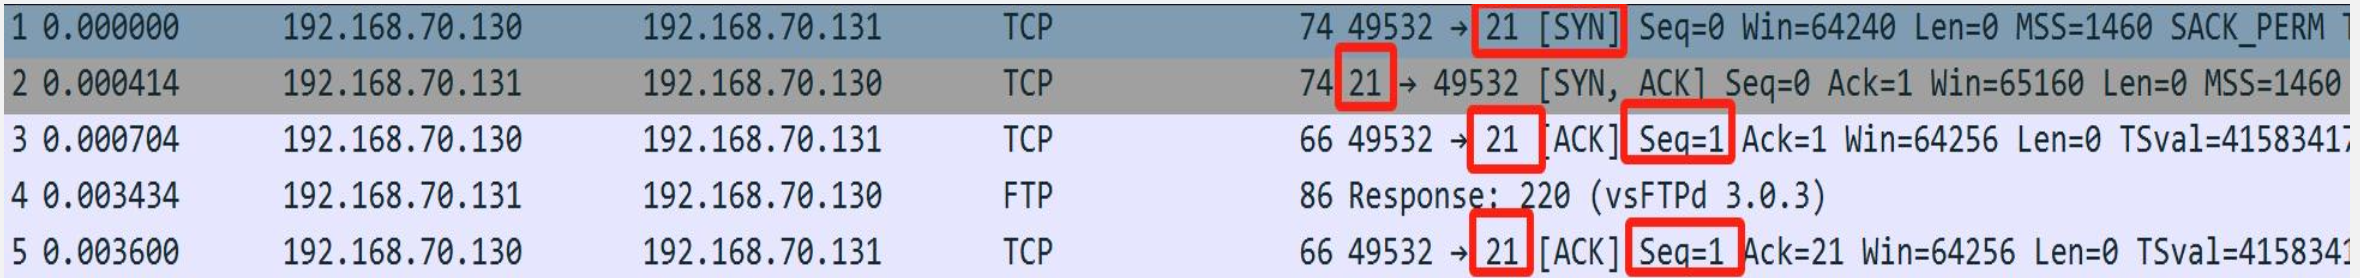 1 0.000000 192.168.70.130 192.168.70.131 TCP 74 49532 → 21 [SYN] Seq=0 Win=64240 Len=0 MSS=1460 SACK_PERM
2 0.000414 192.168.70.131 192.168.70.130 TCP 74 21 → 49532 [SYN, ACK] Seq=0 Ack=1 Win=65160 Len=0 MSS=1460
3 0.000704 192.168.70.130 192.168.70.131 TCP 66 49532 → 21 [ACK] Seq=1 Ack=1 Win=64256 Len=0 TSval=41583417
4 0.003434 192.168.70.131 192.168.70.130 FTP 86 Response: 220 (vsFTPd 3.0.3)
5 0.003600 192.168.70.130 192.168.70.131 TCP 66 49532 → 21 [ACK] Seq=1 Ack=21 Win=64256 Len=0 TSval=4158341